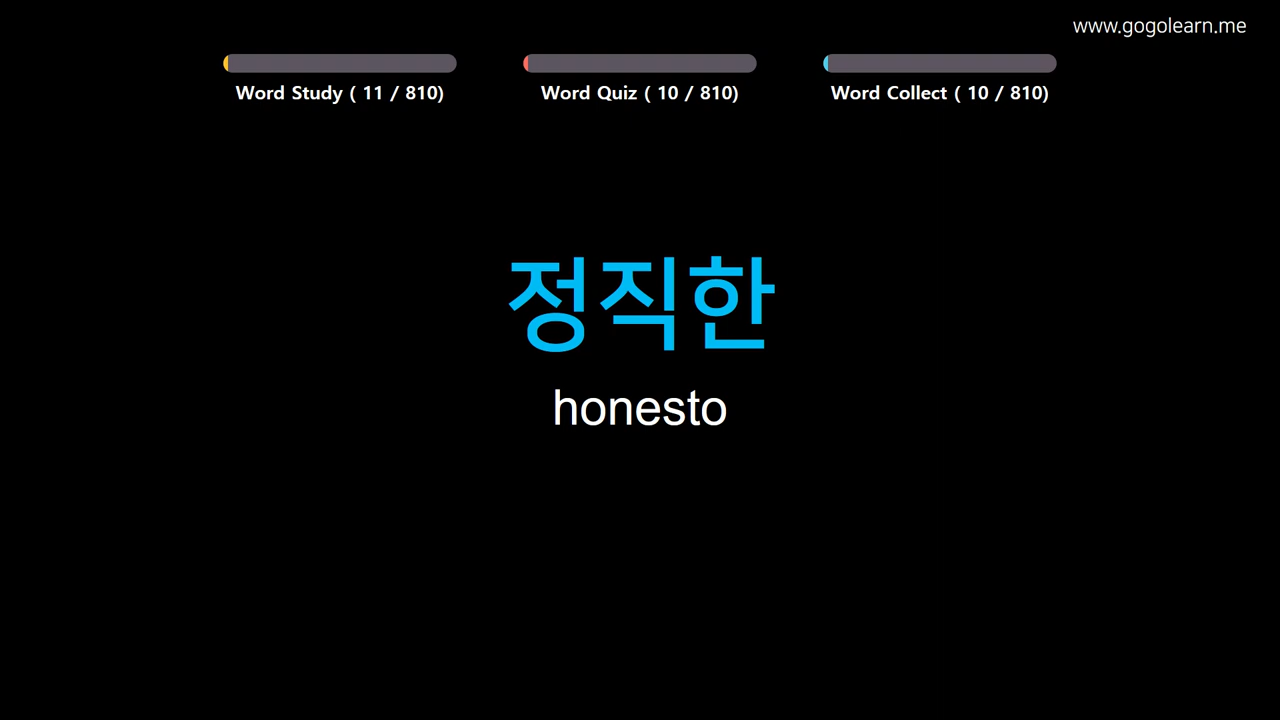 www.gogolearn.me
Word Study ( 11 / 810)
Word Quiz ( 10 / 810)
Word Collect ( 10 / 810)
정직한
honesto